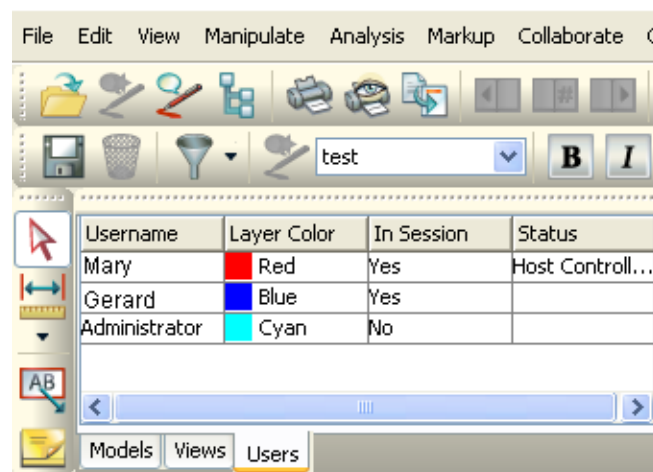 File Edit View Manipulate Analysis Markup Collaborate
#
test B I
Username Layer Color In Session Status
Mary Red Yes Host Controll...
Gerard Blue Yes
Administrator Cyan No
AB
Models Views Users